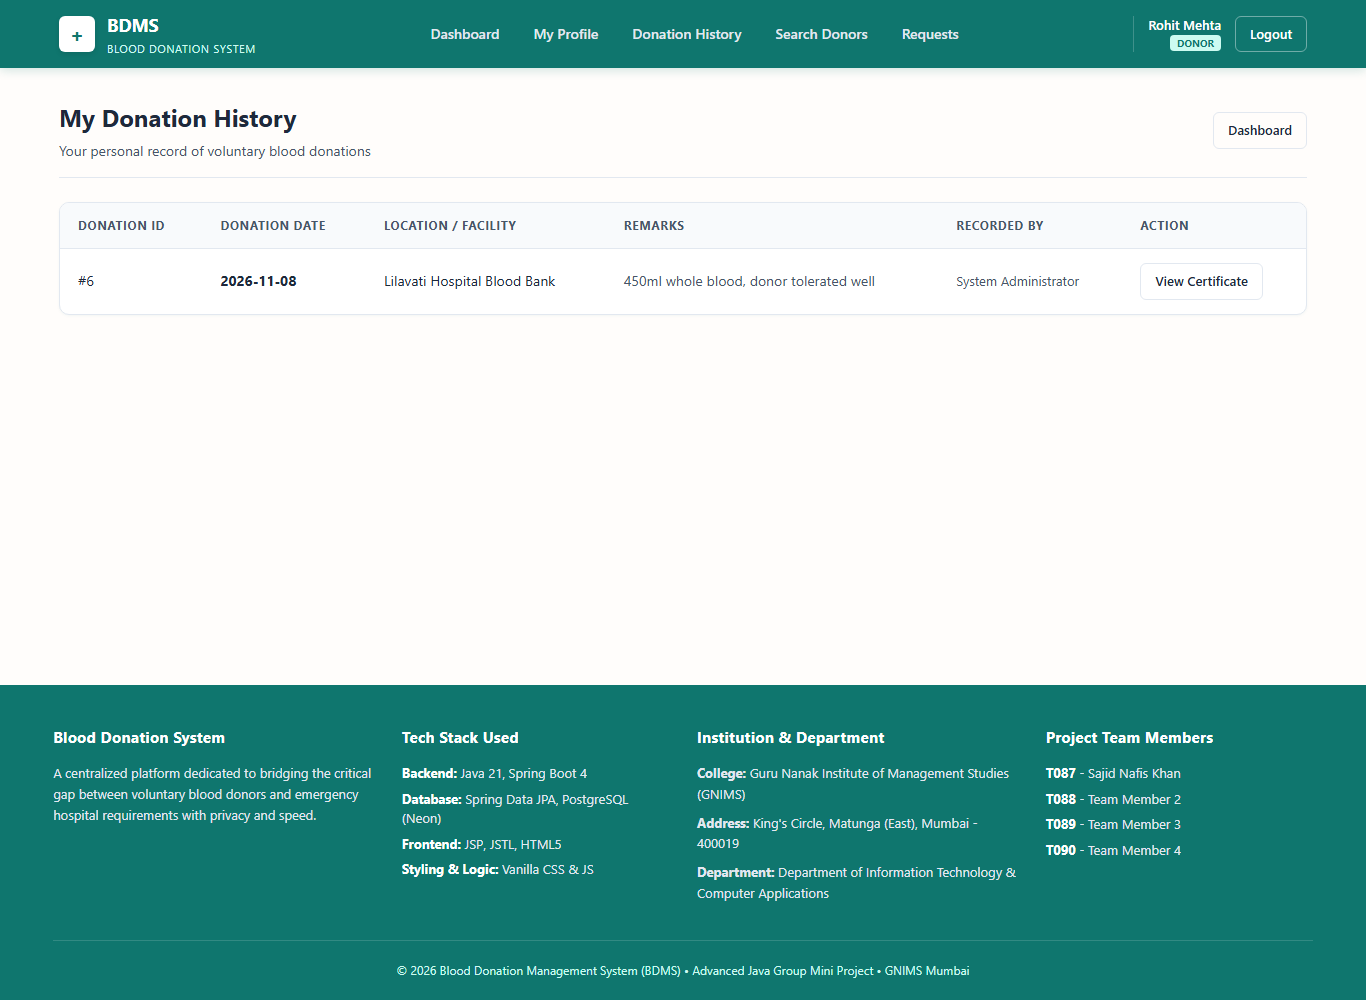 +
BDMS
BLOOD DONATION SYSTEM
Dashboard
My Profile
Donation History
Search Donors
Requests
Rohit Mehta
DONOR
Logout
My Donation History
Your personal record of voluntary blood donations
Dashboard
DONATION ID DONATION DATE LOCATION / FACILITY REMARKS RECORDED BY ACTION
#6 2026-11-08 Lilavati Hospital Blood Bank 450ml whole blood, donor tolerated well System Administrator View Certificate
Blood Donation System
A centralized platform dedicated to bridging the critical
gap between voluntary blood donors and emergency
hospital requirements with privacy and speed.
Tech Stack Used
Backend: Java 21, Spring Boot 4
Database: Spring Data JPA, PostgreSQL
(Neon)
Frontend: JSP, JSTL, HTML5
Styling & Logic: Vanilla CSS & JS
Institution & Department
College: Guru Nanak Institute of Management Studies
(GNIMS)
Address: King's Circle, Matunga (East), Mumbai -
400019
Department: Department of Information Technology &
Computer Applications
Project Team Members
T087 - Sajid Nafis Khan
T088 - Team Member 2
T089 - Team Member 3
T090 - Team Member 4
© 2026 Blood Donation Management System (BDMS) • Advanced Java Group Mini Project • GNIMS Mumbai